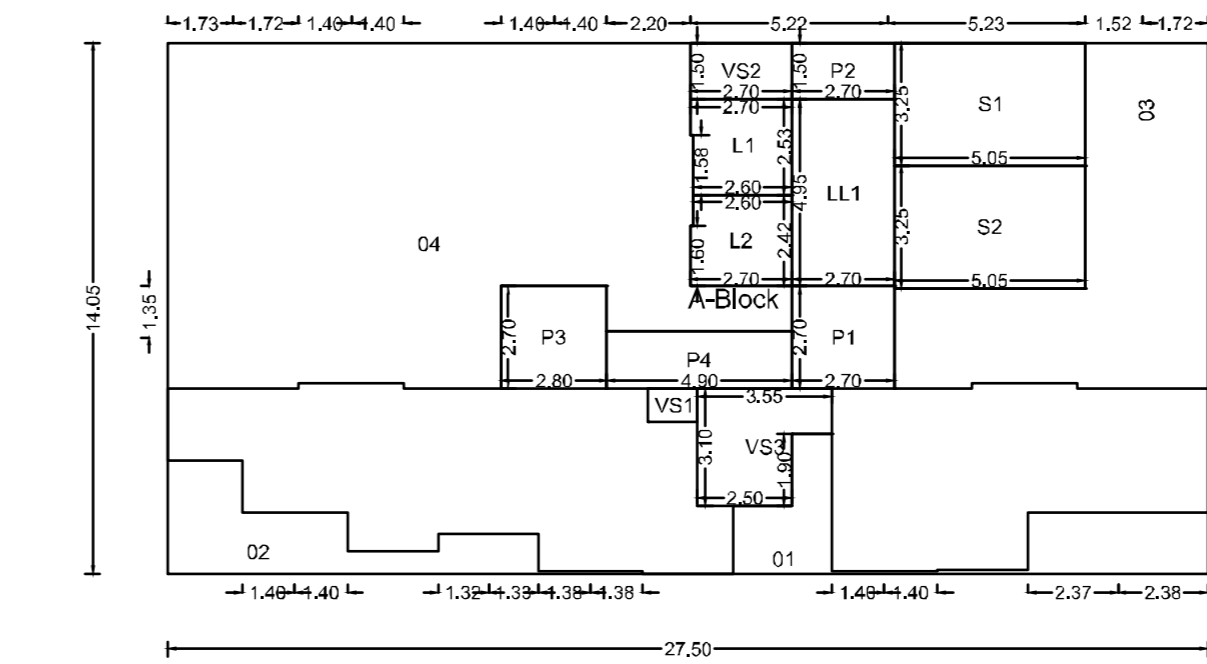 1.73 1.72 1.40 1.40 1.40 1.40 2.20 5.22 5.23 1.52 1.72
1.50 VS2 1.50 P2
2.70 2.70
2.70
3.25 S1 03
L1 2.53
1.58
5.05
2.60
2.60
4.95 LL1
3.25 S2
04 L2 2.42
1.60
2.70 2.70 5.05
A-Block
14.05 1.35
2.70 P3 2.70 P1
P4
2.80 4.90 2.70
3.55
VS1
3.10 VS3 1.90
2.50
02 01
1.40 1.40 1.32 1.33 1.38 1.38 1.40 1.40 2.37 2.38
27.50